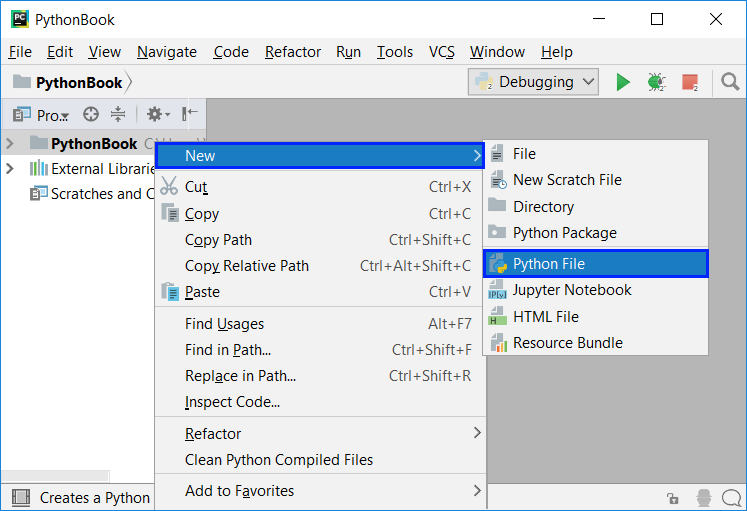 PC PythonBook
File Edit View Navigate Code Refactor Run Tools VCS Window Help
PythonBook Debugging
Pro...
PythonBook
External Librarie
Scratches and C
New
Cut Ctrl+X
Copy Ctrl+C
Copy Path Ctrl+Shift+C
Copy Relative Path Ctrl+Alt+Shift+C
Paste Ctrl+V
Find Usages Alt+F7
Find in Path... Ctrl+Shift+F
Replace in Path... Ctrl+Shift+R
Inspect Code...
Refactor
Clean Python Compiled Files
Add to Favorites
File
New Scratch File
Directory
Python Package
Python File
Jupyter Notebook
HTML File
Resource Bundle
Creates a Python